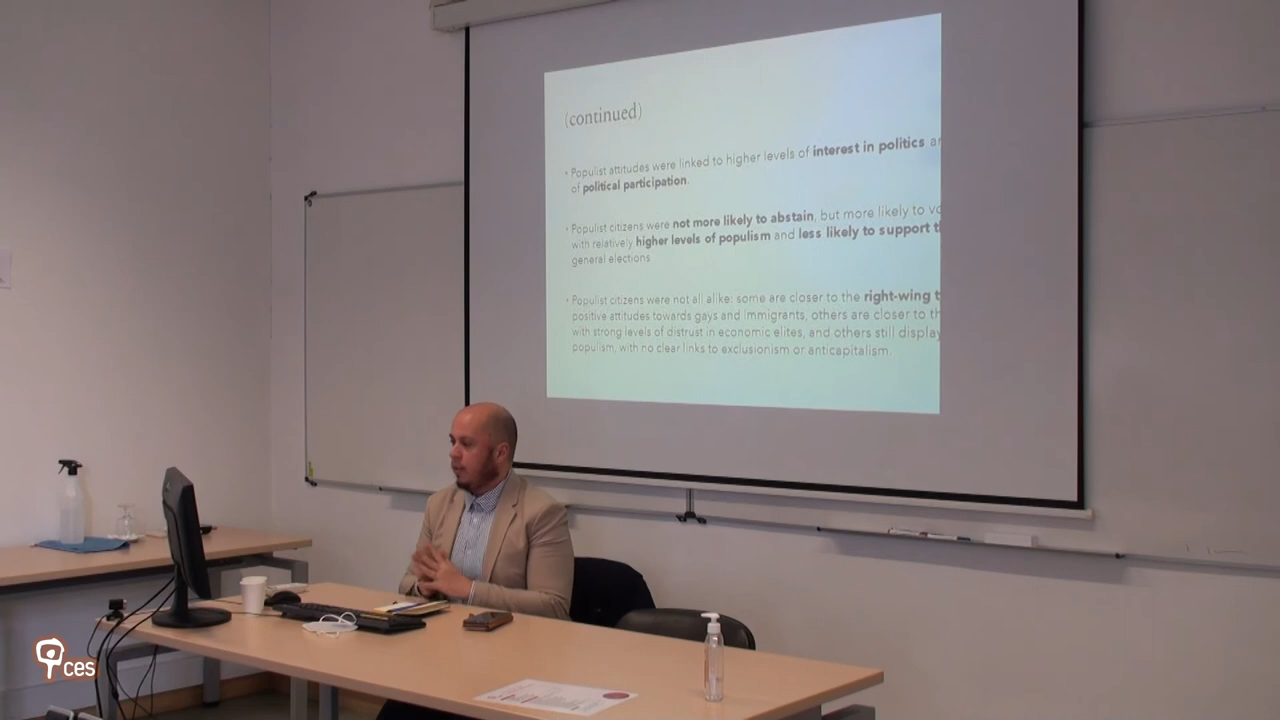 (continued)
• Populist attitudes were linked to higher levels of interest in politics
of political participation.
• Populist citizens were not more likely to abstain, but more likely to
with relatively higher levels of populism and less likely to support
general elections
• Populist citizens were not all alike: some are closer to the right-wing
positive attitudes towards gays and Immigrants, others are closer to
with strong levels of distrust in economic elites, and others still display
populism, with no clear links to exclusionism or anticapitalism.
ces